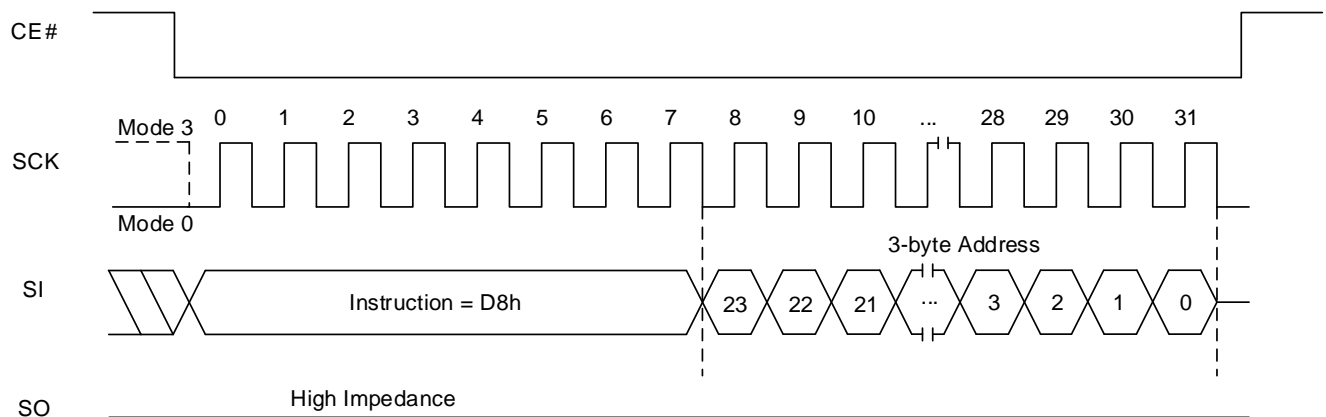 CE#
0 1 2 3 4 5 6 7 8 9 10 ... 28 29 30 31
Mode 3
SCK
Mode 0
3-byte Address
SI
Instruction = D8h 23 22 21 ... 3 2 1 0
High Impedance
SO